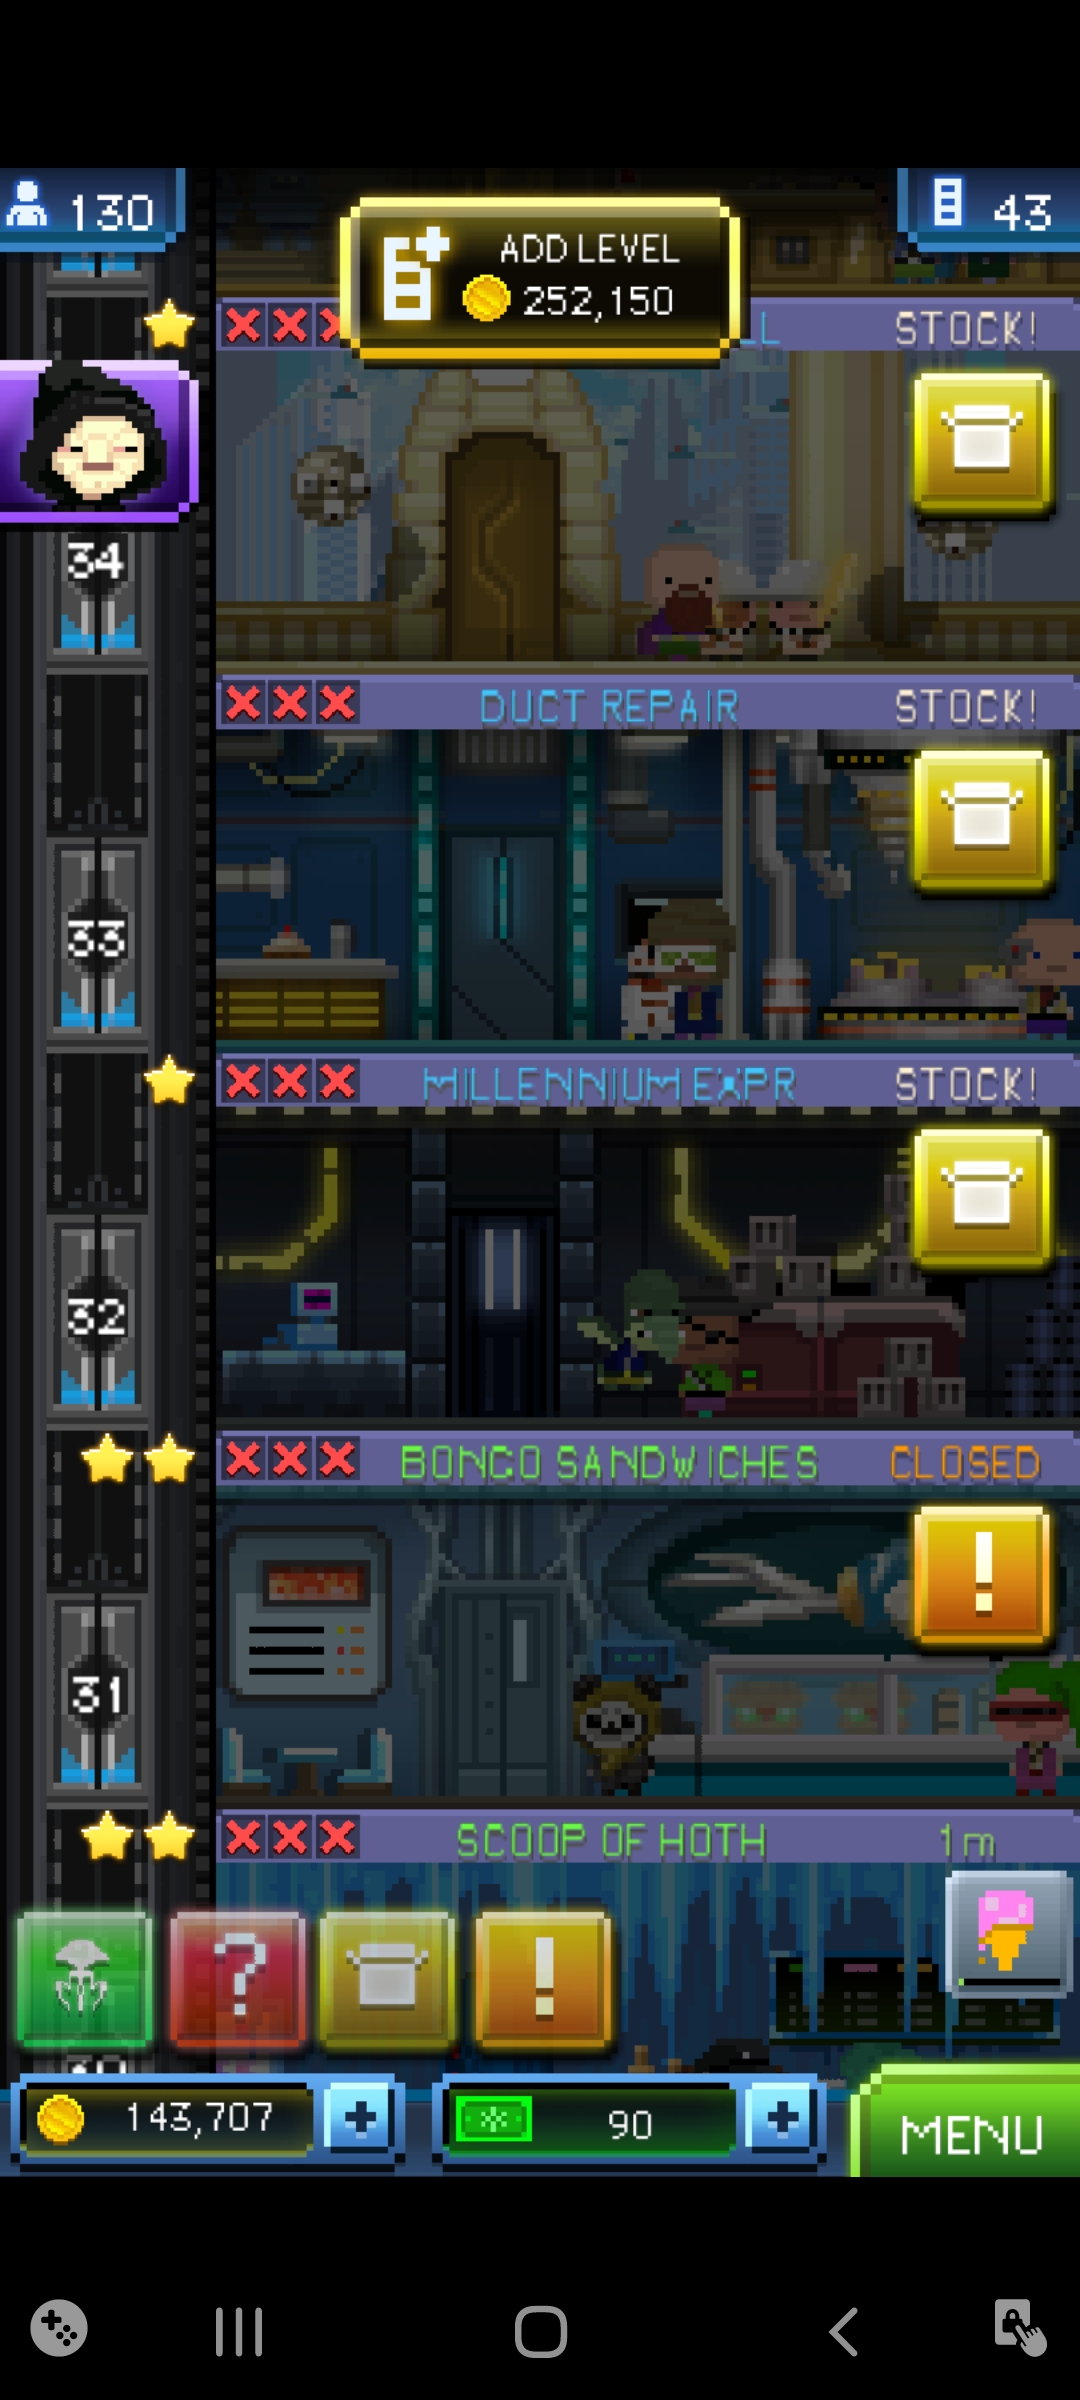 130
ADD LEVEL
252,150
43
STOCK!
34
DUCT REPAIR
STOCK!
33
MILLENNIUM EXPR
STOCK!
32
BONGO SANDWICHES
CLOSED
!
31
SCOOP OF HOTH
1m
?
!
143,707
+
90
+
MENU